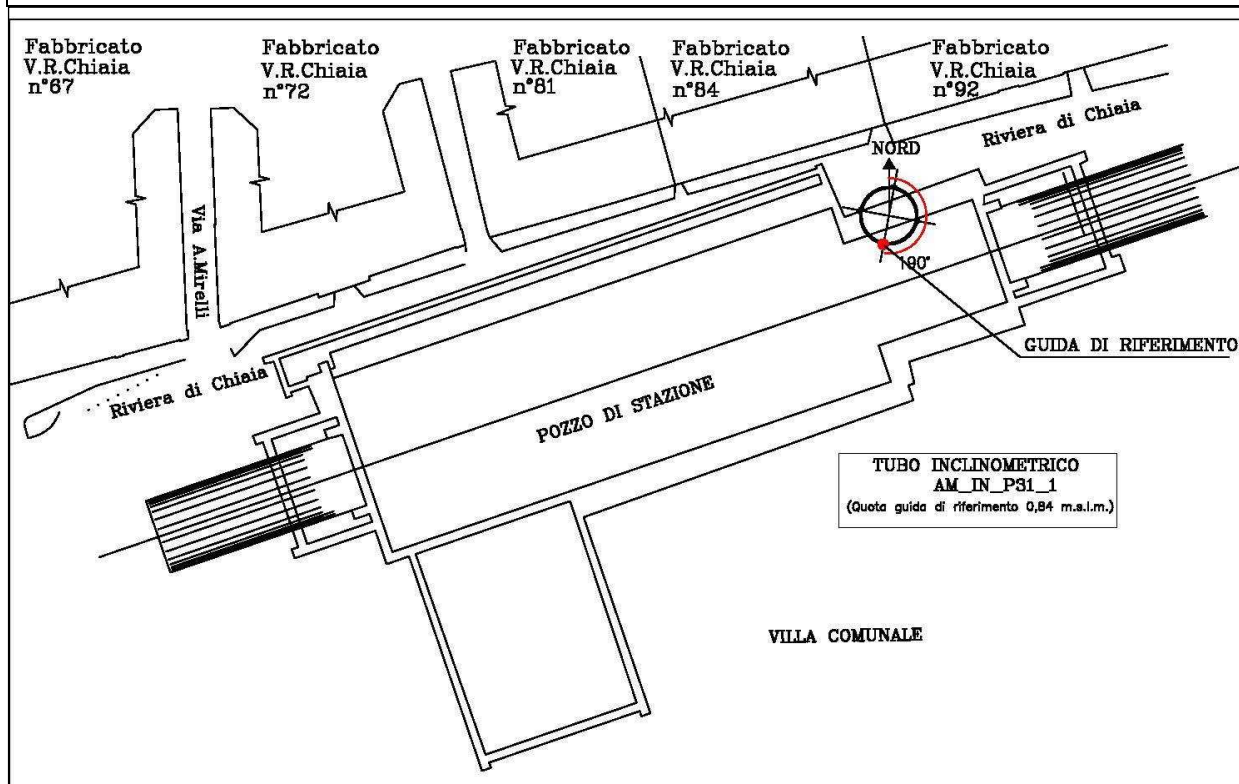 Fabbricato
V.R.Chiaia
n°67
Fabbricato
V.R.Chiaia
n°72
Fabbricato
V.R.Chiaia
n°81
Fabbricato
V.R.Chiaia
n°84
Fabbricato
V.R.Chiaia
n°92
Riviera di Chiaia
NORD
Via A.Mirelli
190°
GUIDA DI RIFERIMENTO
Riviera di Chiaia
POZZO DI STAZIONE
TUBO INCLINOMETRICO
AM_IN_P31_1
(Quota guida di riferimento 0,84 m.s.l.m.)
VILLA COMUNALE